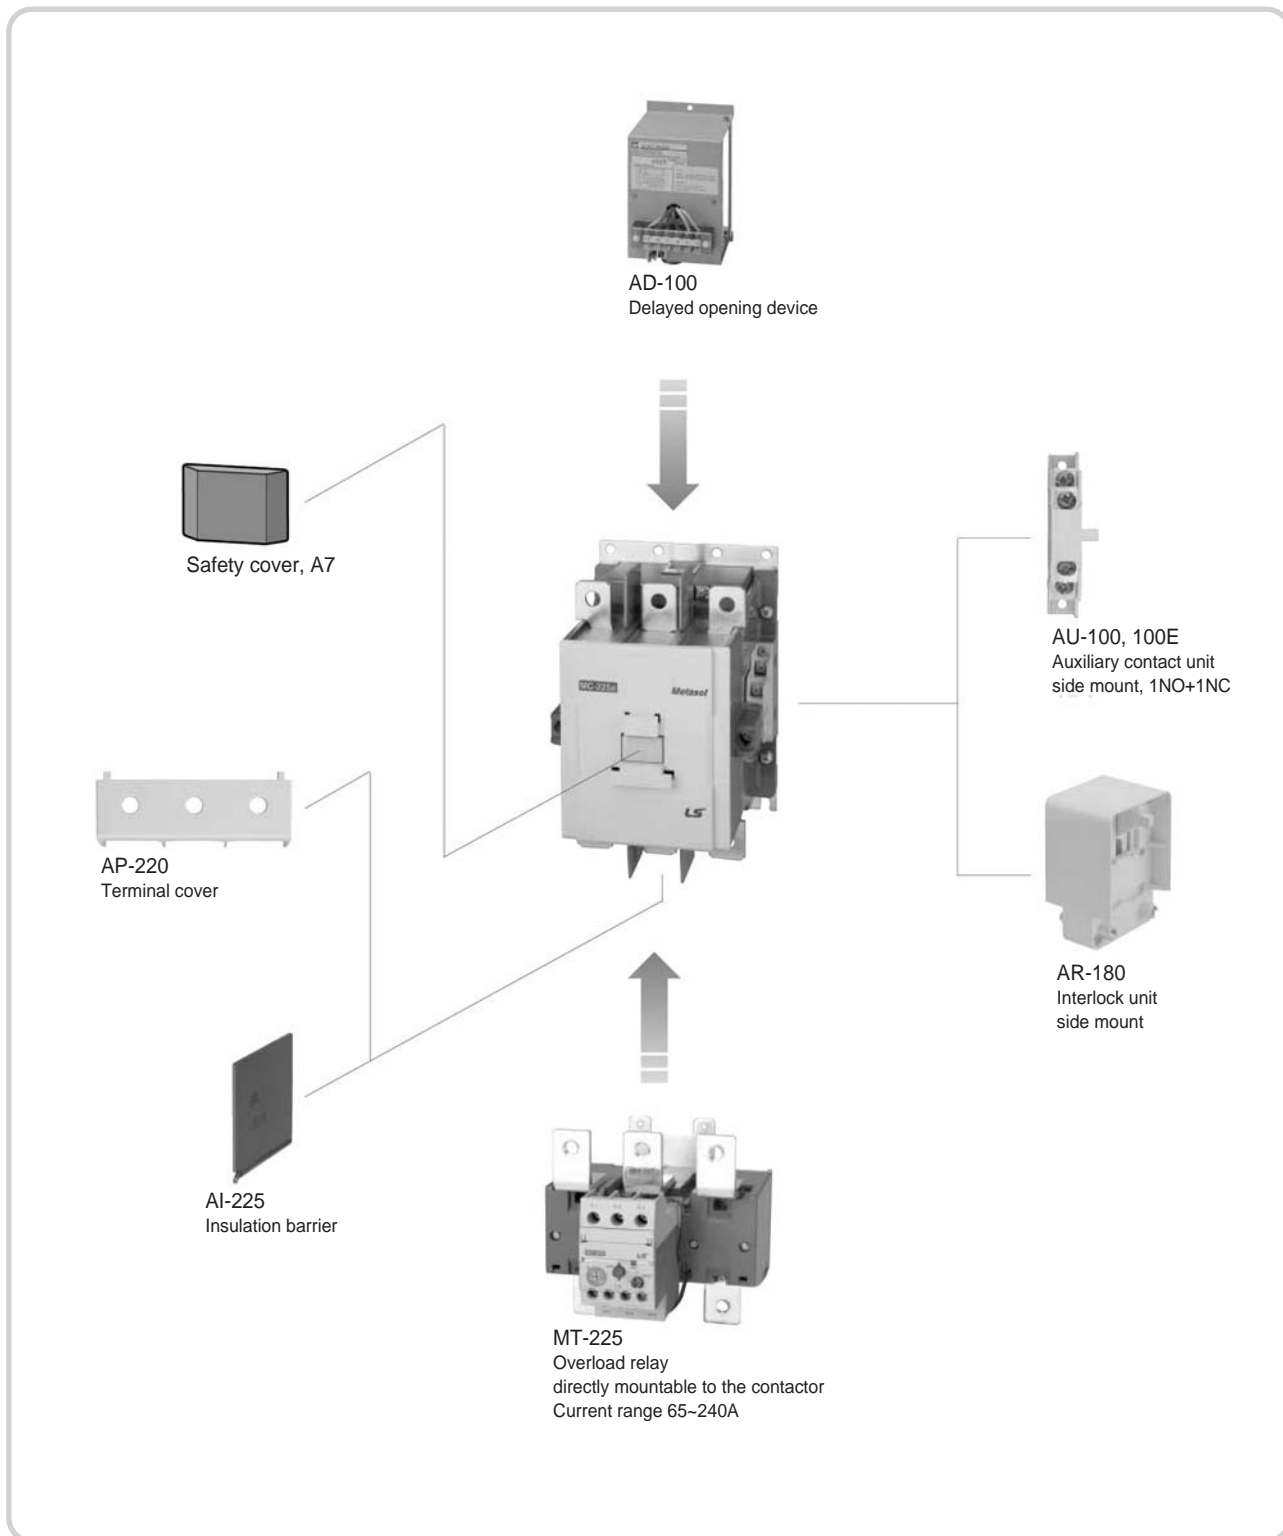 AD-100
Delayed opening device
Safety cover, A7
MC-225a
Metasol
LS
AU-100, 100E
Auxiliary contact unit
side mount, 1NO+1NC
AP-220
Terminal cover
AR-180
Interlock unit
side mount
AI-225
Insulation barrier
LS
MT-225
Overload relay
directly mountable to the contactor
Current range 65~240A